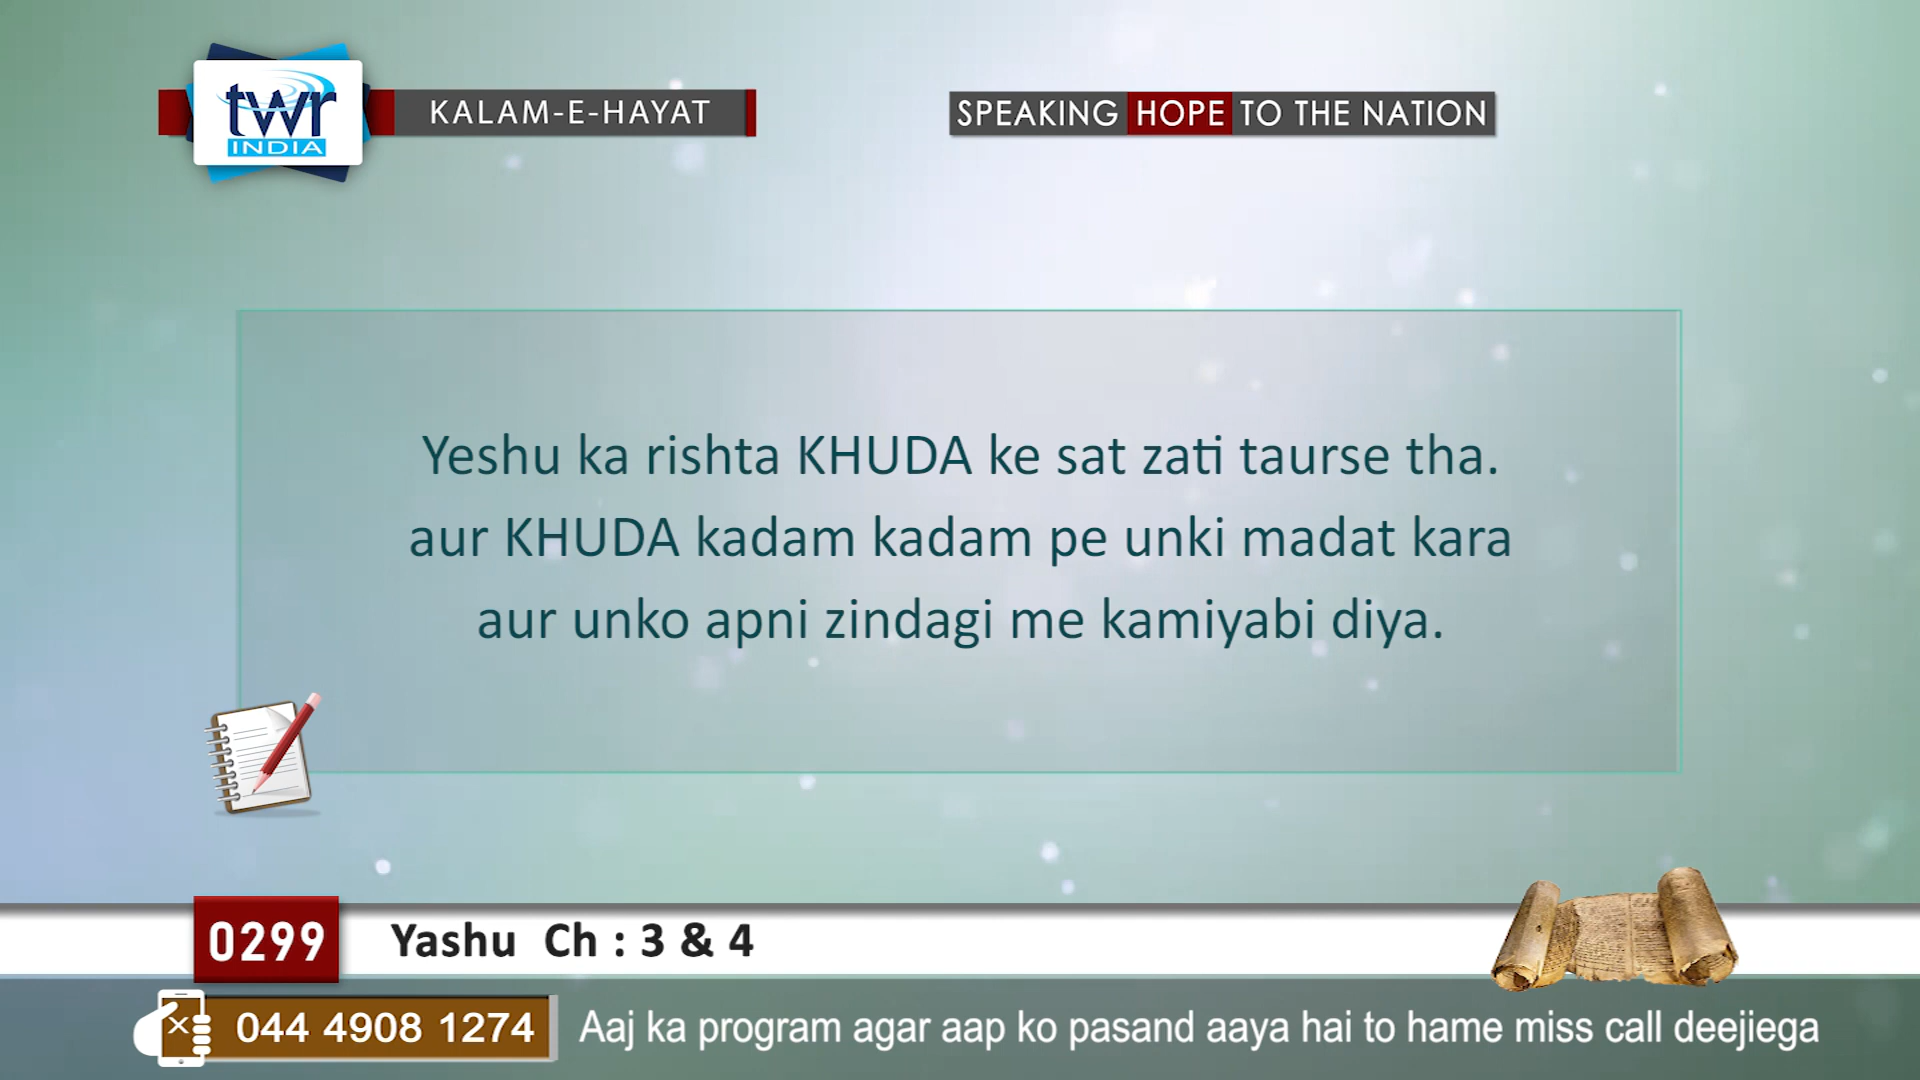 twr
INDIA
KALAM-E-HAYAT
SPEAKING HOPE TO THE NATION
Yeshu ka rishta KHUDA ke sat zati taurse tha.
aur KHUDA kadam kadam pe unki madat kara
aur unko apni zindagi me kamiyabi diya.
0299
Yashu Ch : 3 & 4
044 4908 1274
Aaj ka program agar aap ko pasand aaya hai to hame miss call deejiega